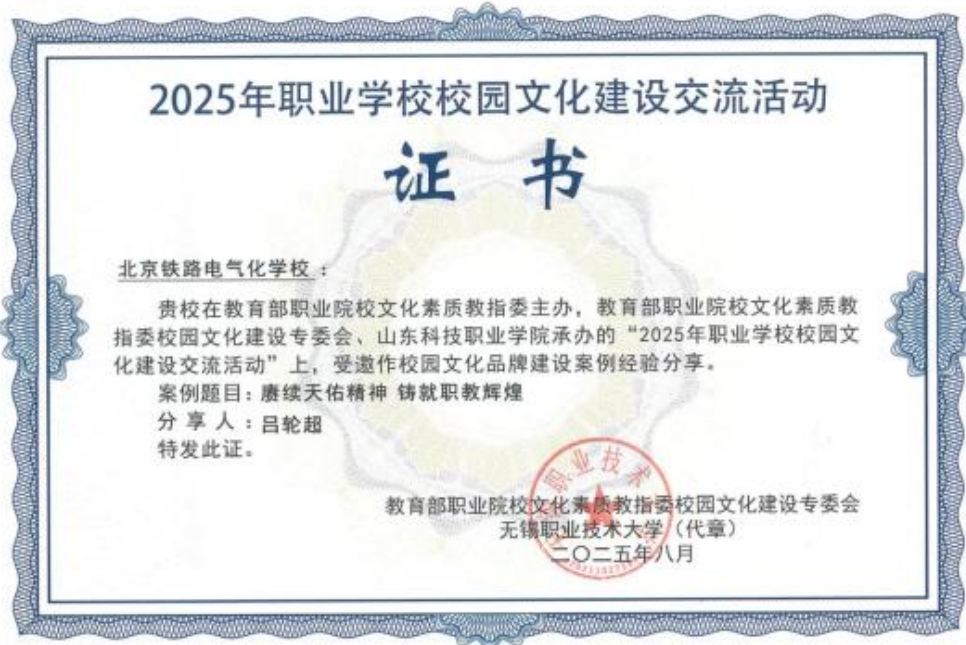 2025年职业学校校园文化建设交流活动
证书
北京铁路电气化学校：
贵校在教育部职业院校文化素质教指委主办，教育部职业院校文化素质教
指委校园文化建设专委会、山东科技职业学院承办的“2025年职业学校校园文
化建设交流活动”上，受邀作校园文化品牌建设案例经验分享。
案例题目：赓续天佑精神 铸就职教辉煌
分享人：吕轮超
特发此证。
教育部职业院校文化素质教指委校园文化建设专委会
无锡职业技术大学（代章）
二〇二五年八月
职业技术